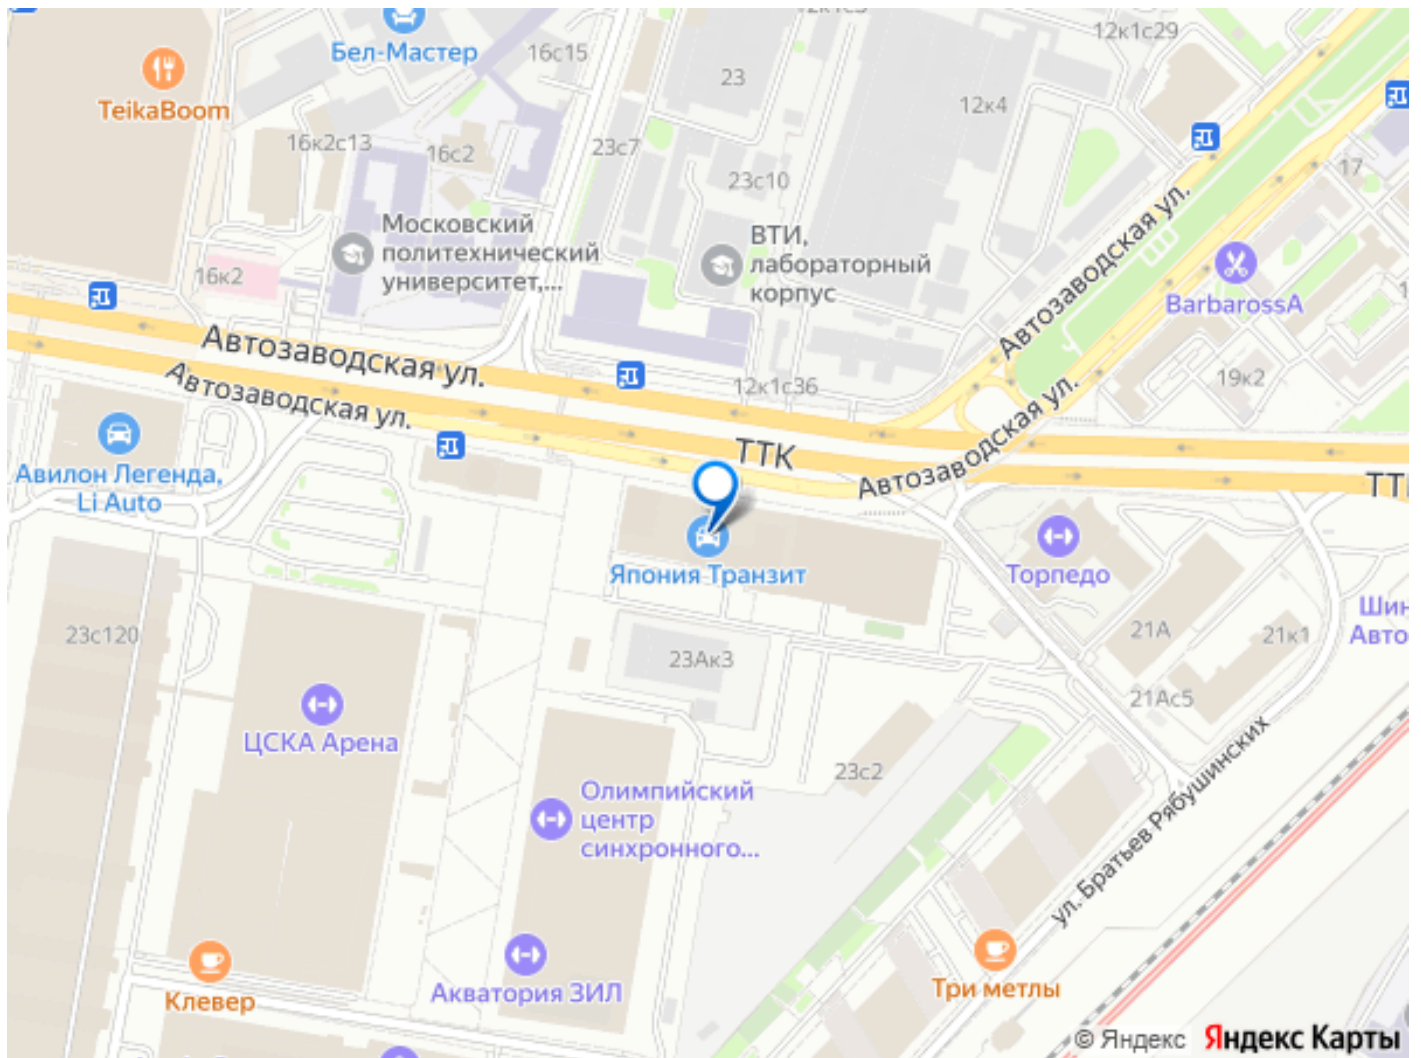 12к1с29
Бел-Мастер
16с15
TeikaBoom
23
12к4
16к2с13
16с2
23с7
23с10
17
Московский
политехнический
университет,...
ВТИ,
лабораторный
корпус
Автозаводская ул.
16к2
BarbarossA
Автозаводская ул.
Автозаводская ул.
12к1с36
19к2
Автозаводская ул.
ТТК
Авилон Легенда,
Li Auto
Япония Транзит
Торпедо
23с120
23Ак3
21А
21к1
21Ас5
ЦСКА Арена
23с2
Олимпийский
центр
синхронного...
ул. Братьев Рябушинских
Клевер
Акватория ЗИЛ
Три метлы
© Яндекс Яндекс Карты